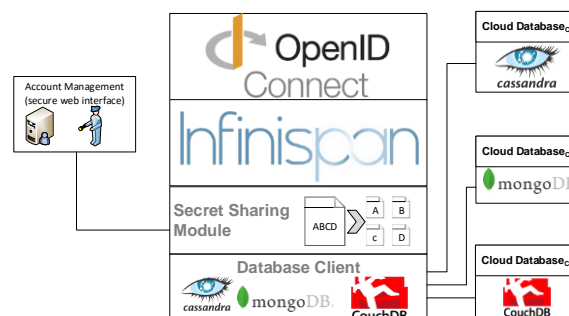 OpenID
Connect
Account Management
(secure web interface)
Infinispan
Secret Sharing
Module
ABCD
A
B
c
D
Database Client
cassandra
mongoDB
CouchDB
Cloud Database
cassandra
Cloud Database
mongoDB
Cloud Database
CouchDB